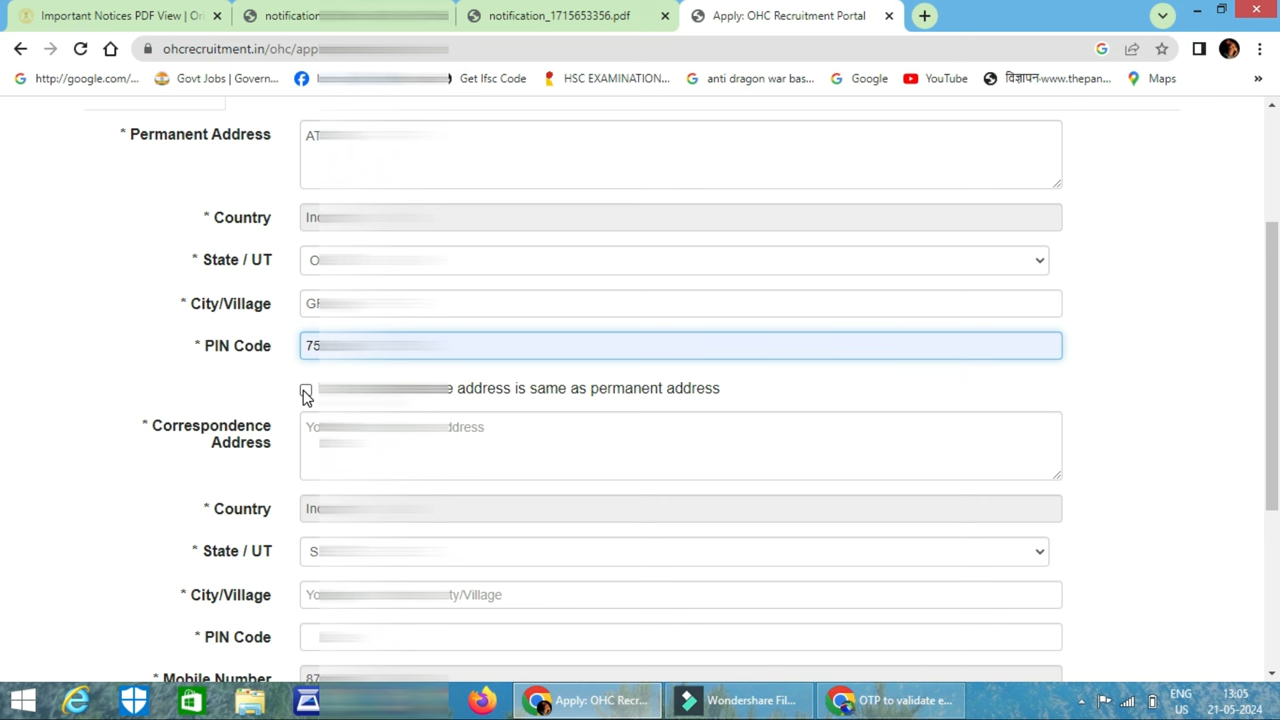 Important Notices PDF View | Ori
notification
notification_1715653356.pdf
Apply: OHC Recruitment Portal
ohcrecruitment.in/ohc/app
http://google.com/...
Govt Jobs | Govern...
Get Ifsc Code
HSC EXAMINATION...
anti dragon war bas...
Google
YouTube
विज्ञापन-www.thepan...
Maps
»
* Permanent Address
AT
* Country
Inc
* State / UT
O
* City/Village
* PIN Code
75
address is same as permanent address
* Correspondence
Address
Yo ddress
* Country
Inc
* State / UT
S
* City/Village
Yo ty/Village
* PIN Code
* Mobile Number
87
Apply: OHC Recr...
Wondershare Fil...
OTP to validate e...
ENG
US
13:05
21-05-2024